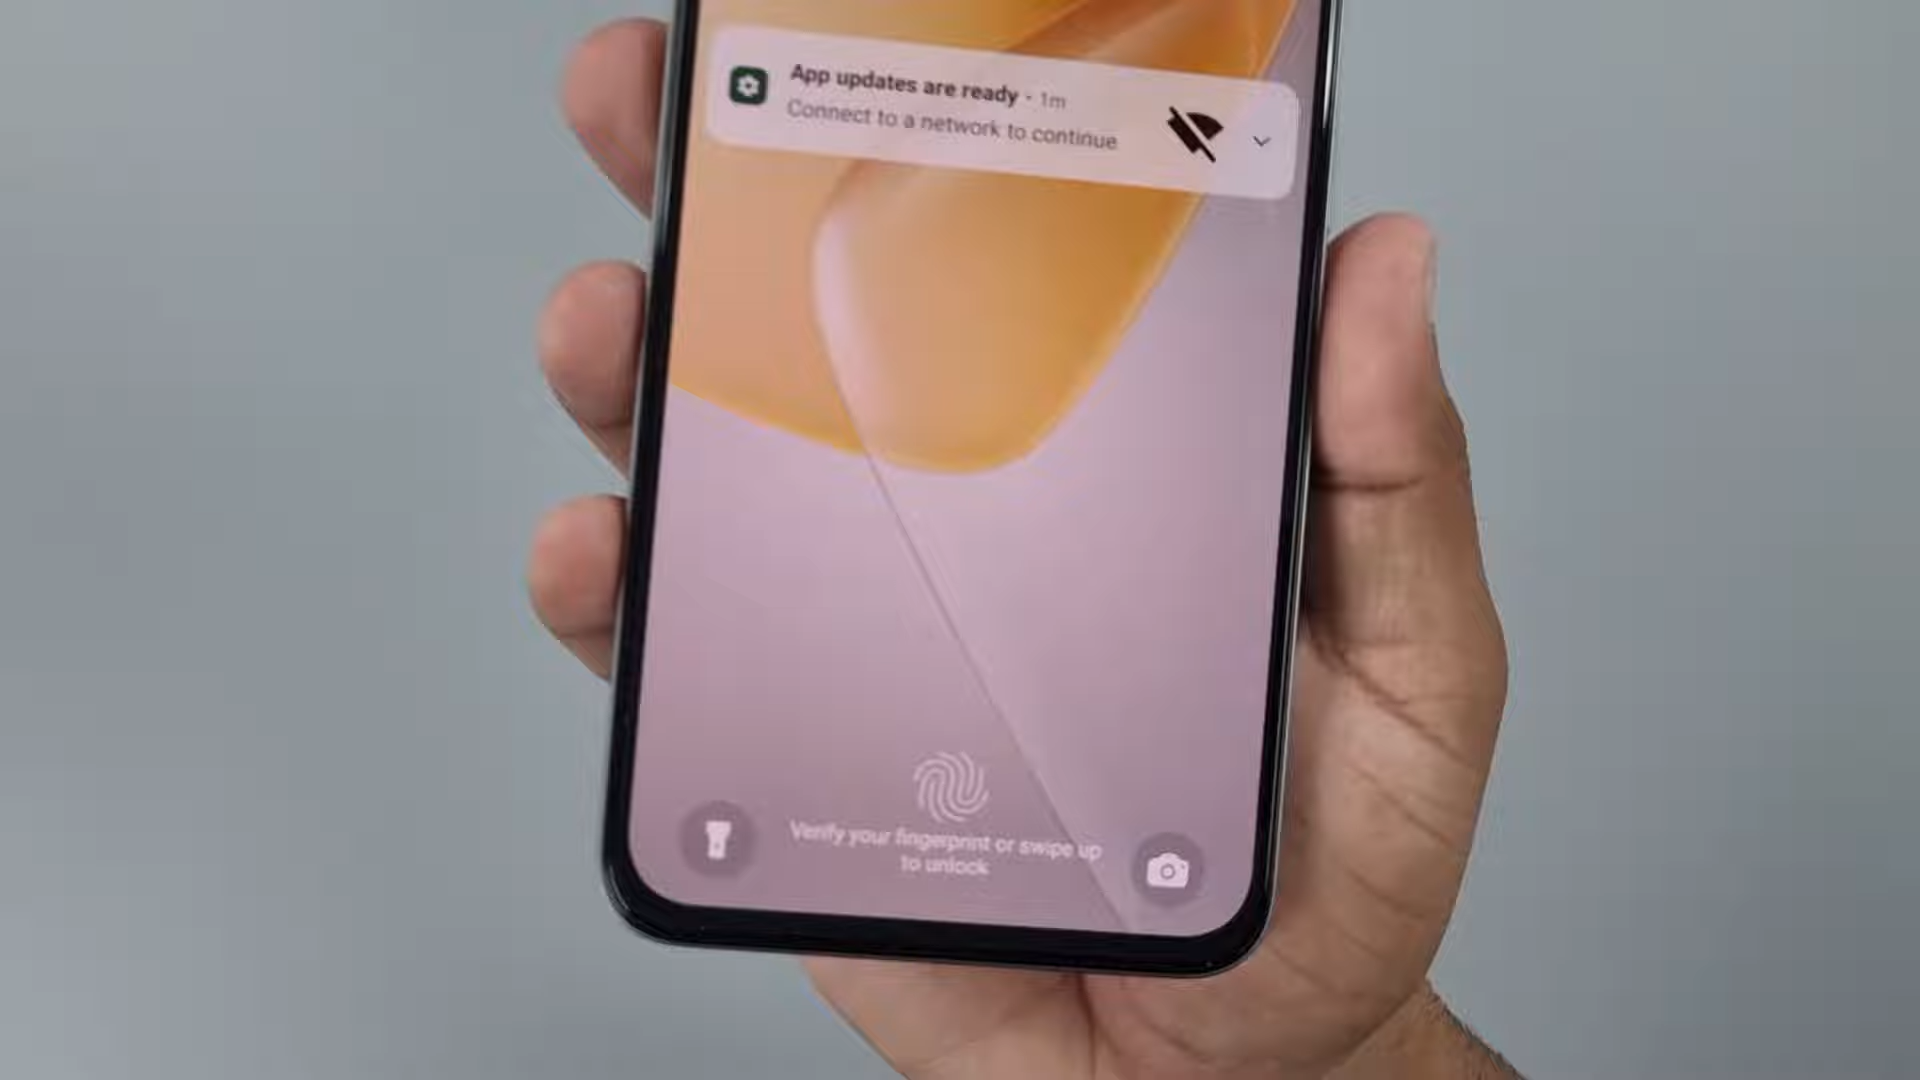 App updates are ready · 1m
Connect to a network to continue
Verify your fingerprint or swipe up
to unlock